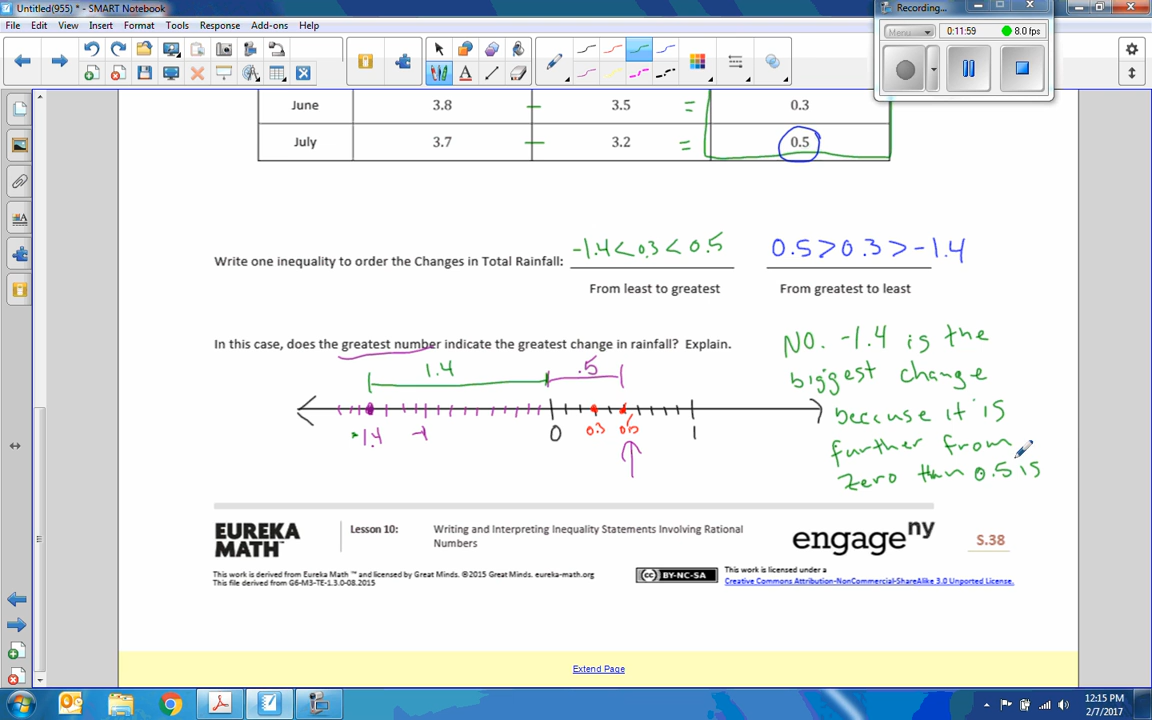 Untitled(955) * - SMART Notebook
File Edit View Insert Format Tools Response Add-ons Help
Recording...
Menu
0:11:59
8.0 fps
June 3.8 − 3.5 = 0.3
July 3.7 − 3.2 = 0.5
Write one inequality to order the Changes in Total Rainfall: -1.4 < 0.3 < 0.5 0.5 > 0.3 > -1.4
From least to greatest From greatest to least
In this case, does the greatest number indicate the greatest change in rainfall? Explain.
1.4 .5
-1.4 -1 0 0.3 0.5 1
NO. -1.4 is the
biggest change
because it is
further from
zero than 0.5 is
EUREKA
MATH™
Lesson 10: Writing and Interpreting Inequality Statements Involving Rational
Numbers
engageny
S.38
This work is derived from Eureka Math ™ and licensed by Great Minds. ©2015 Great Minds. eureka-math.org
This file derived from G6-M3-TE-1.3.0-08.2015
CC BY-NC-SA
This work is licensed under a
Creative Commons Attribution-NonCommercial-ShareAlike 3.0 Unported License.
Extend Page
12:15 PM
2/7/2017